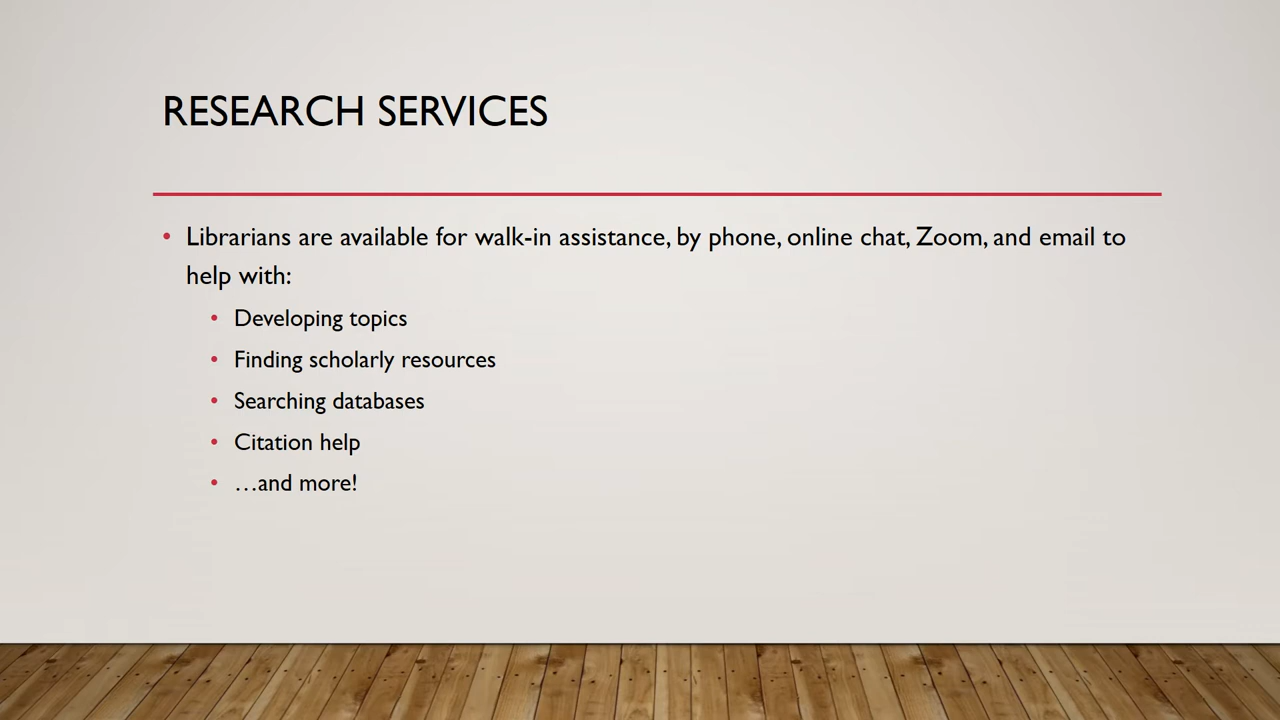 RESEARCH SERVICES
• Librarians are available for walk-in assistance, by phone, online chat, Zoom, and email to
help with:
• Developing topics
• Finding scholarly resources
• Searching databases
• Citation help
• …and more!